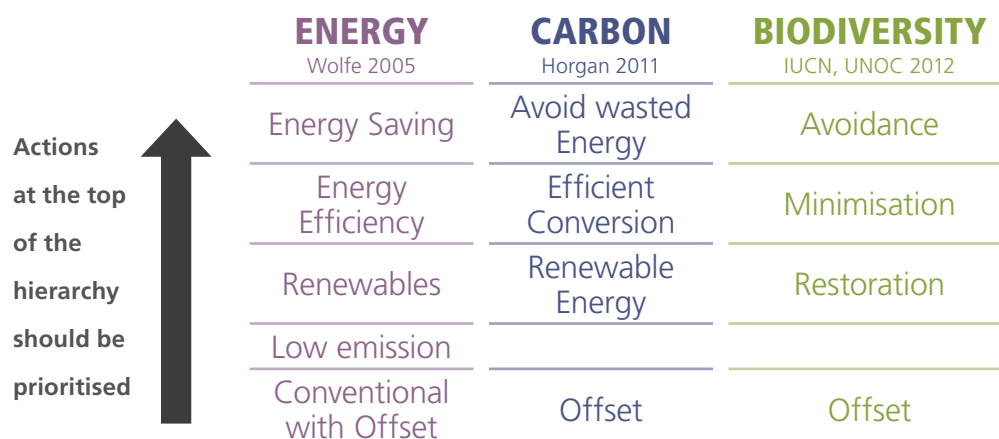 ENERGY
Wolfe 2005
CARBON
Horgan 2011
BIODIVERSITY
IUCN, UNOC 2012
Actions
at the top
of the
hierarchy
should be
prioritised
Energy Saving
Avoid wasted
Energy
Avoidance
Energy
Efficiency
Efficient
Conversion
Minimisation
Renewables
Renewable
Energy
Restoration
Low emission
Conventional
with Offset
Offset
Offset